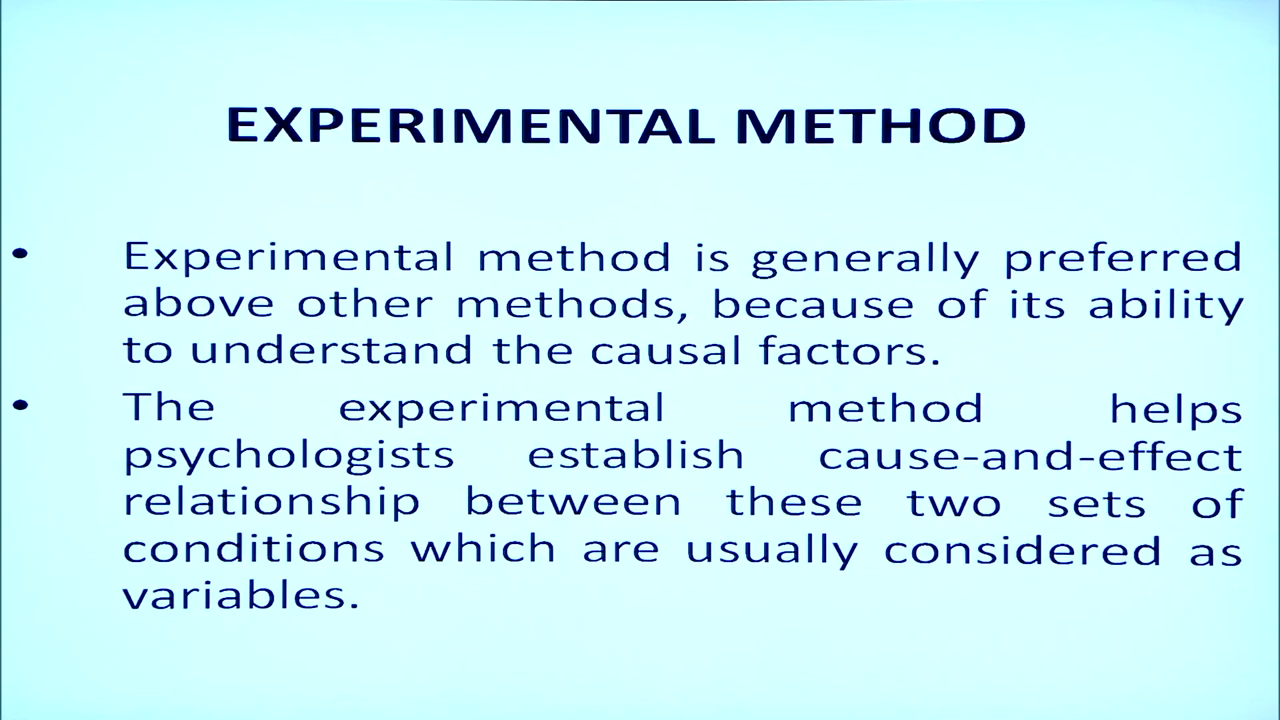 EXPERIMENTAL METHOD
• Experimental method is generally preferred
above other methods, because of its ability
to understand the causal factors.
• The experimental method helps
psychologists establish cause-and-effect
relationship between these two sets of
conditions which are usually considered as
variables.